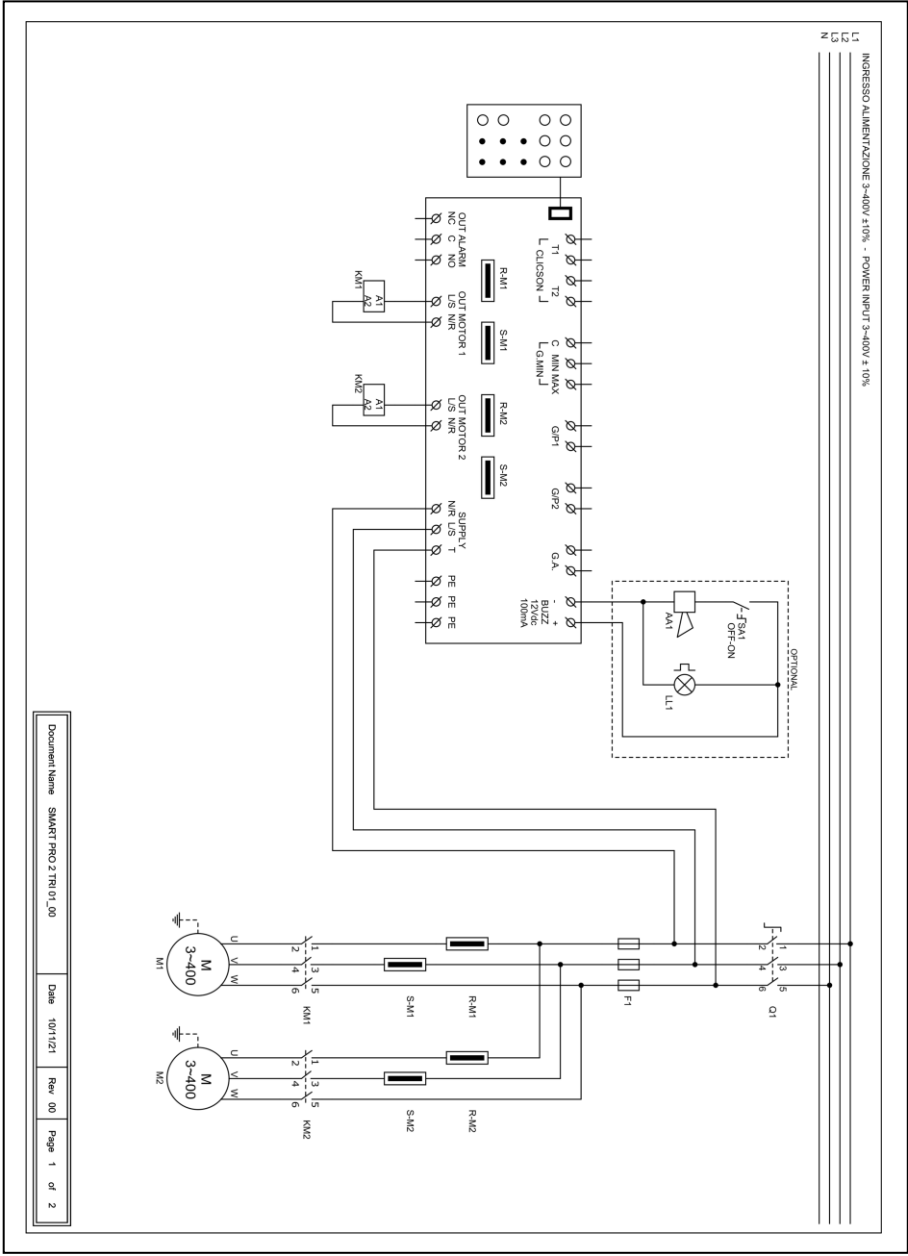 L1
L2
L3
N
INGRESSO ALIMENTAZIONE 3~400V ±10% - POWER INPUT 3~400V ± 10%
OPTIONAL
SA1
OFF-ON
AA1
LL1
T1 T2
CLICSON
C MIN MAX
G.MIN
G/P1
G/P2
G.A.
- +
BUZZ
12Vdc
100mA
R-M1
S-M1
R-M2
S-M2
OUT ALARM
NC C NO
OUT MOTOR 1
L/S N/R
OUT MOTOR 2
L/S N/R
SUPPLY
N/R L/S T
PE PE PE
A1
A2
KM1
A1
A2
KM2
1 3 5
2 4 6
Q1
F1
R-M1
S-M1
1 3 5
2 4 6
KM1
U V W
M
3~400
M1
R-M2
S-M2
1 3 5
2 4 6
KM2
U V W
M
3~400
M2
Document Name SMART PRO 2 TRI 01_00 Date 10/11/21 Rev 00 Page 1 of 2